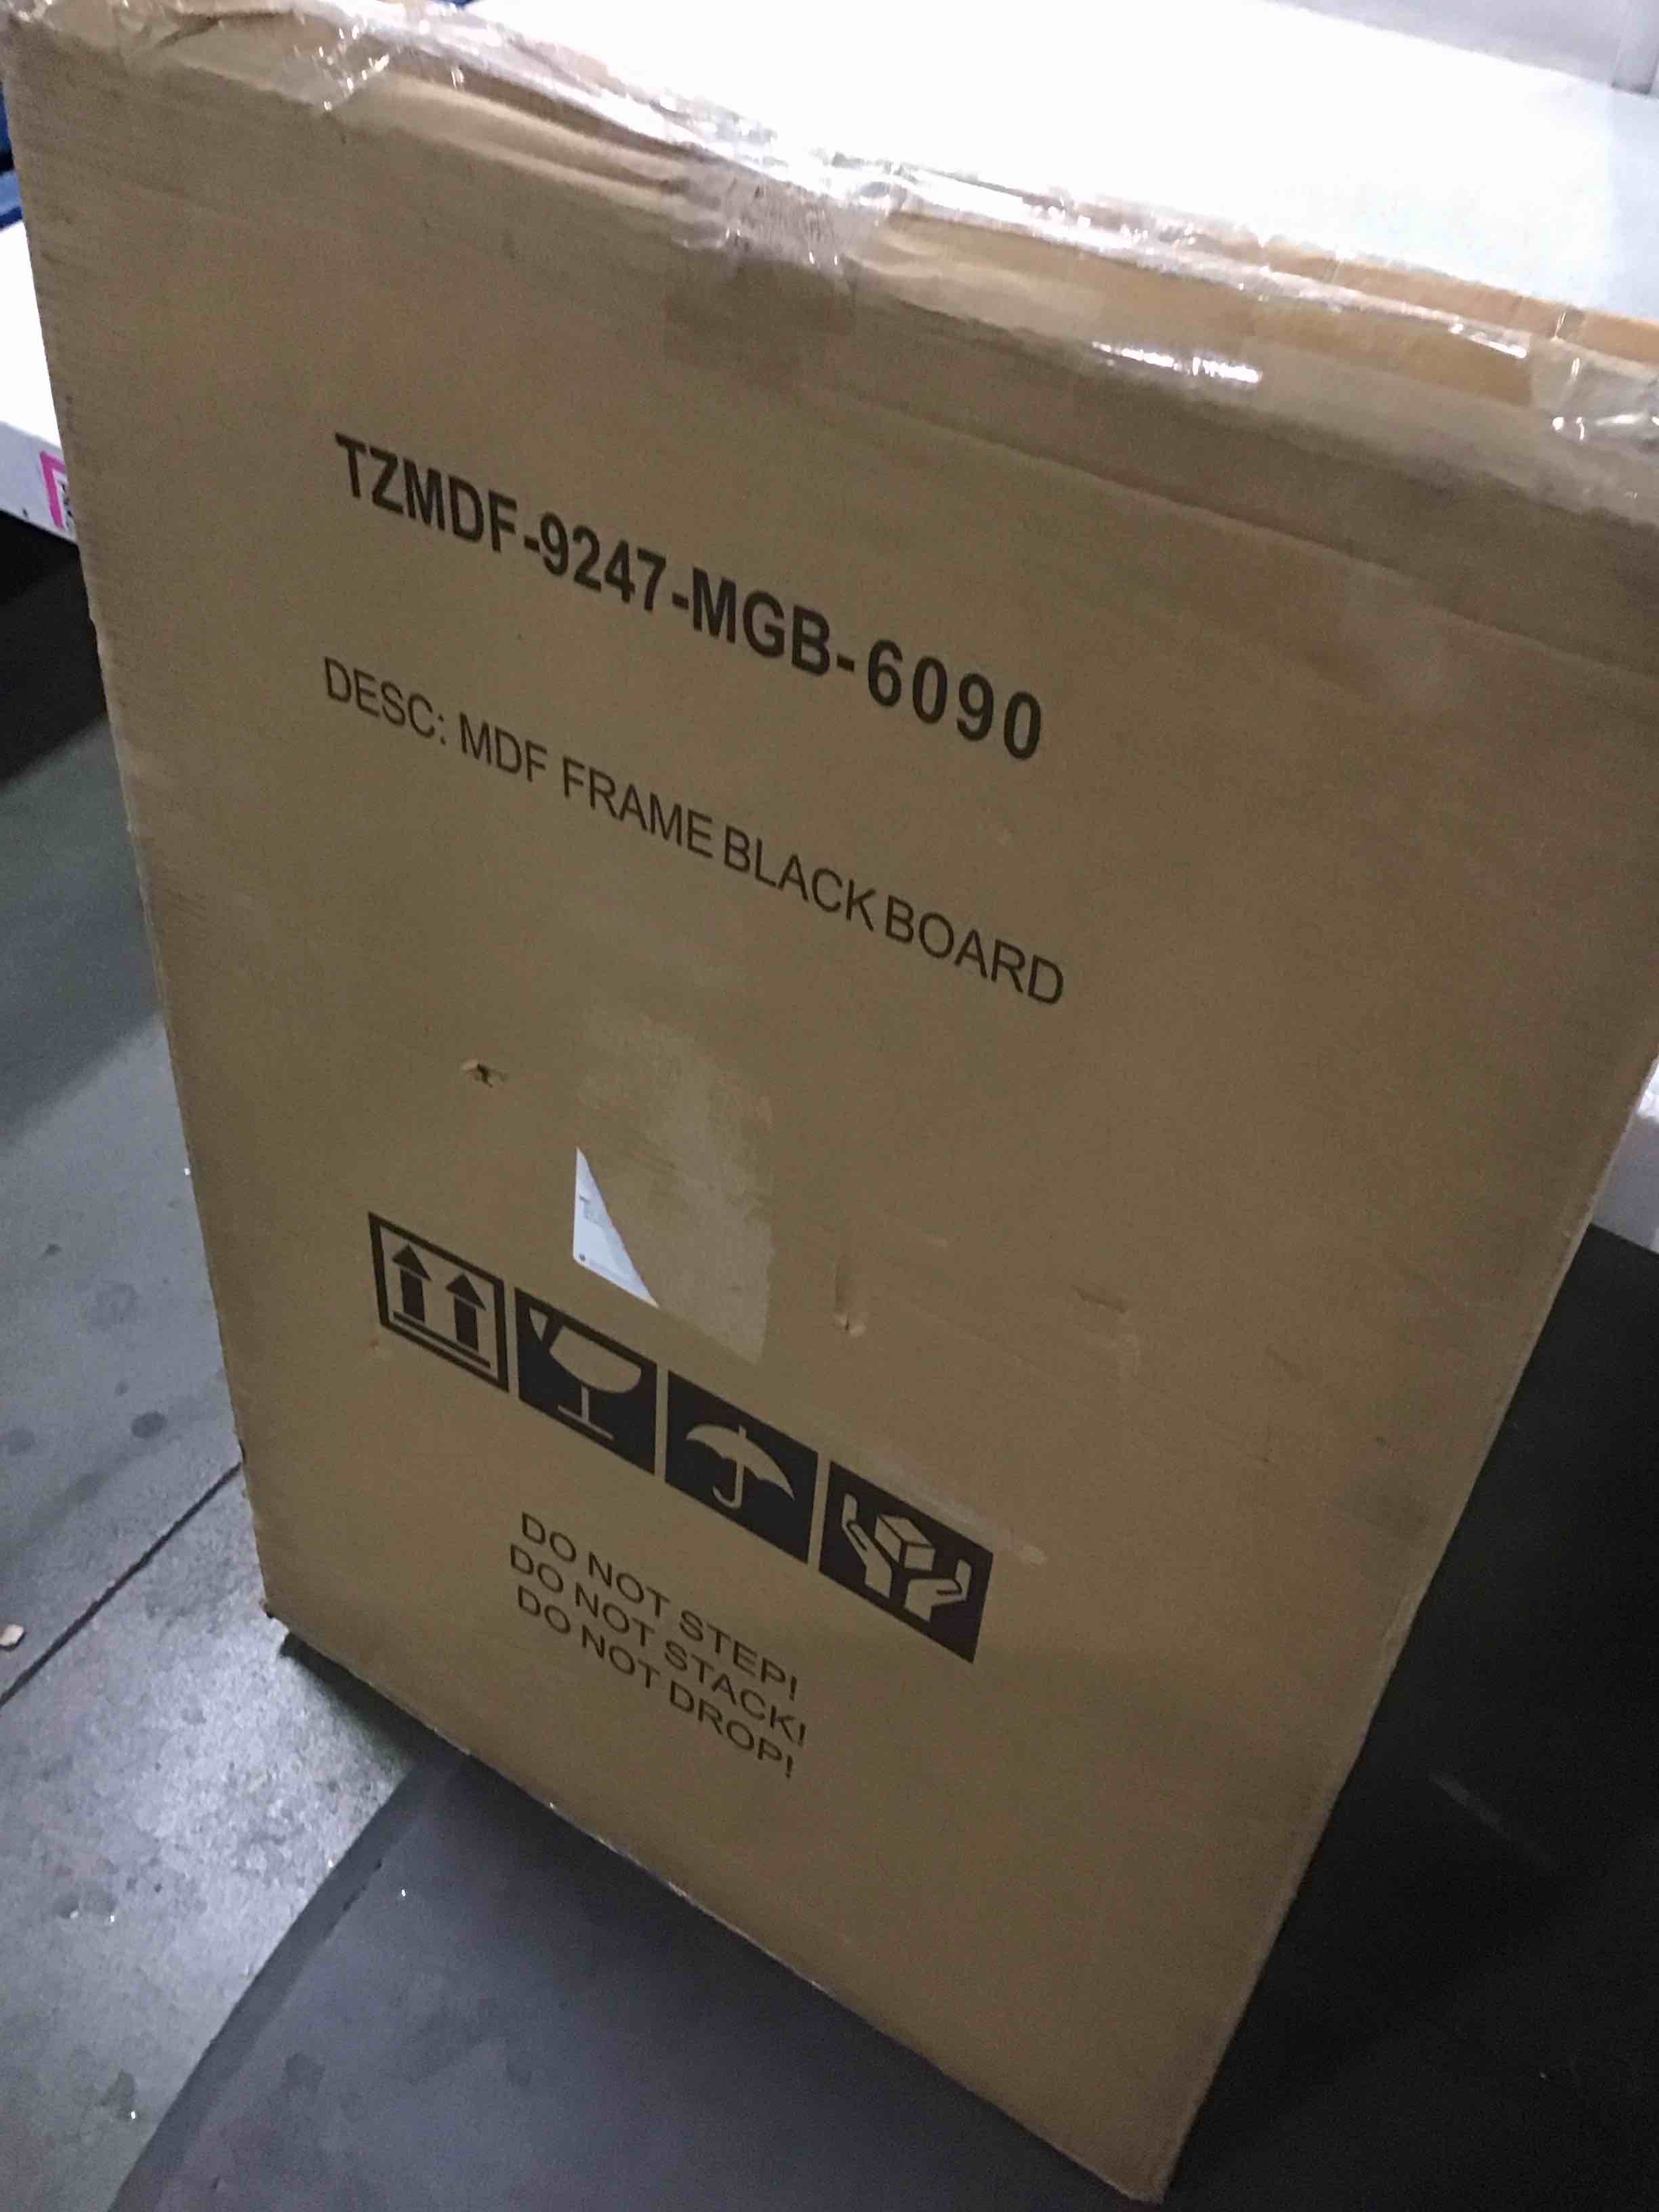 TZMDF-9247-MGB-6090
DESC: MDF FRAME BLACK BOARD
DO NOT STEP!
DO NOT STACK!
DO NOT DROP!